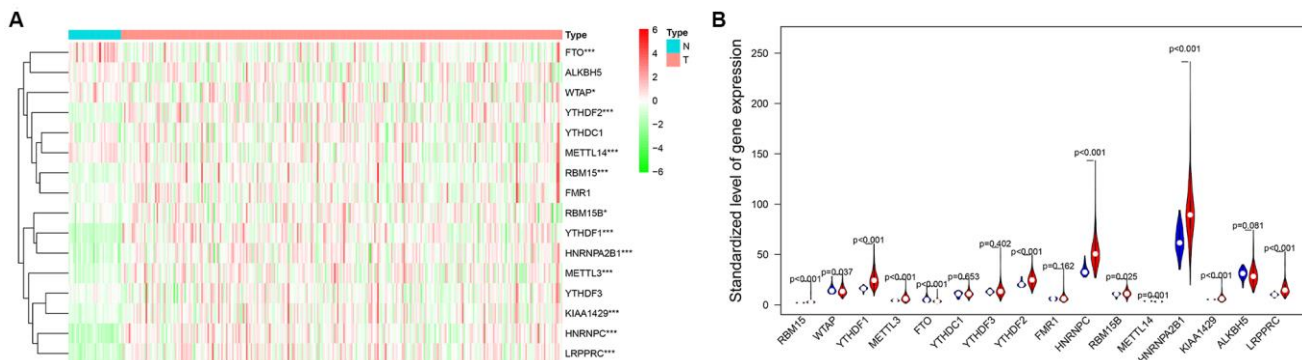 A
Type
FTO***
ALKBH5
WTAP*
YTHDF2***
YTHDC1
METTL14***
RBM15***
FMR1
RBM15B*
YTHDF1***
HNRNPA2B1***
METTL3***
YTHDF3
KIAA1429***
HNRNPC***
LRPPRC***
6
4
2
0
−2
−4
−6
Type
N
T
B
Standardized level of gene expression
250
200
150
100
50
0
p<0.001
p=0.037
p<0.001
p<0.001
p<0.001
p=0.653
p=0.402
p<0.001
p=0.162
p<0.001
p=0.025
p=0.001
p<0.001
p<0.001
p=0.081
p<0.001
RBM15
WTAP
YTHDF1
METTL3
FTO
YTHDC1
YTHDF3
YTHDF2
FMR1
HNRNPC
RBM15B
METTL14
HNRNPA2B1
KIAA1429
ALKBH5
LRPPRC